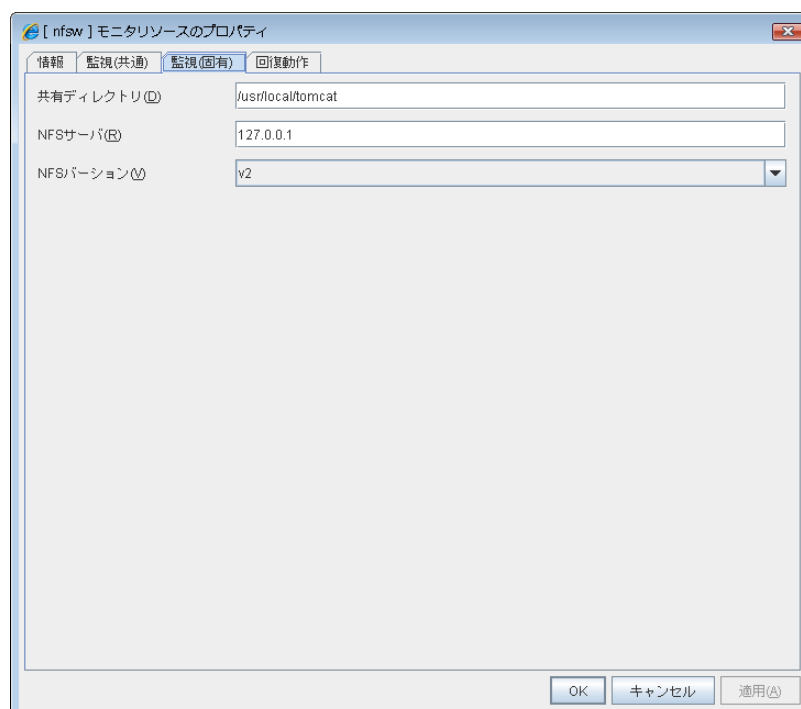 [ nfsw ] モニタリソースのプロパティ
情報 監視(共通) 監視(固有) 回復動作
共有ディレクトリ(D) /usr/local/tomcat
NFSサーバ(R) 127.0.0.1
NFSバージョン(V) v2
OK キャンセル 適用(A)